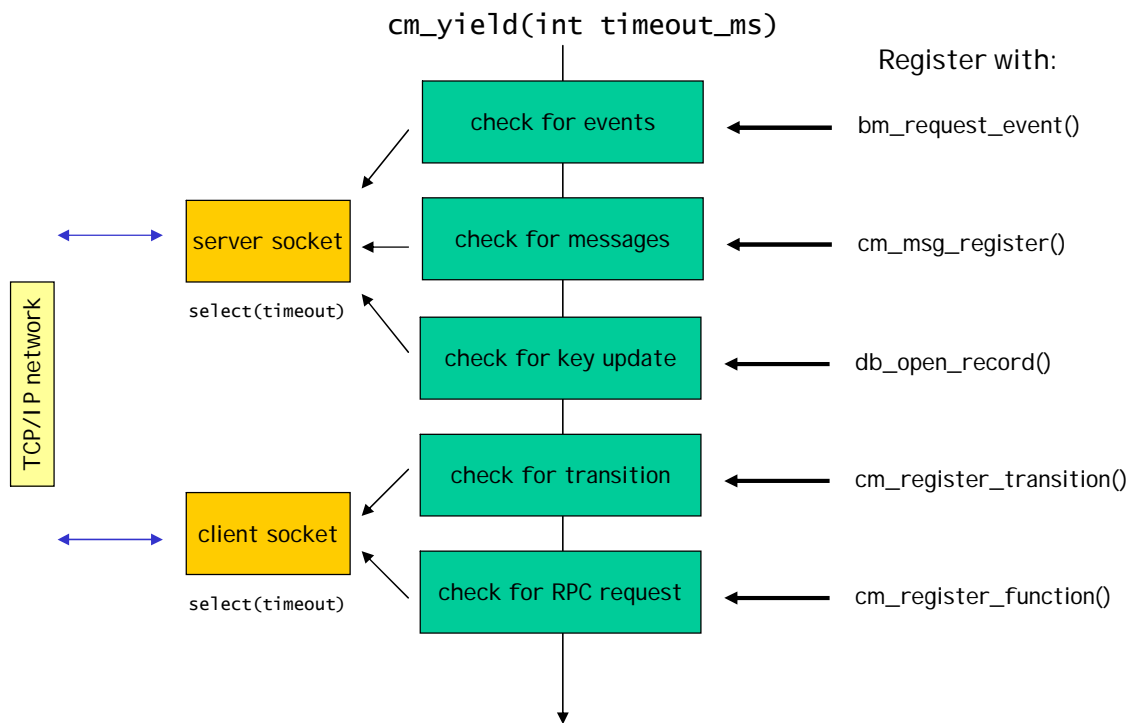 cm_yield(int timeout_ms)
Register with:
check for events
bm_request_event()
server socket
check for messages
cm_msg_register()
select(timeout)
TCP/IP network
check for key update
db_open_record()
check for transition
cm_register_transition()
client socket
check for RPC request
cm_register_function()
select(timeout)